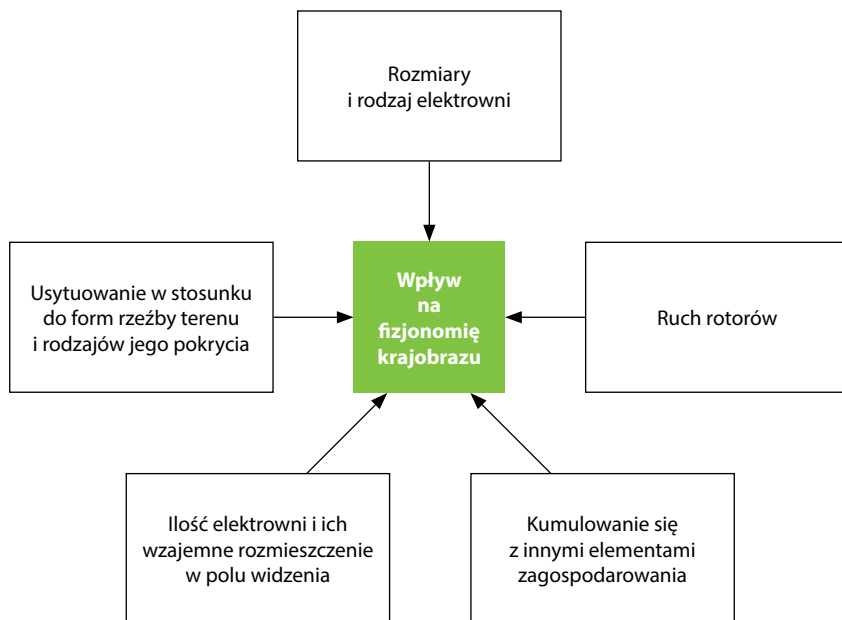 Rozmiary
i rodzaj elektrowni
Usytuowanie w stosunku
do form rzeźby terenu
i rodzajów jego pokrycia
Wpływ
na
fizjonomię
krajobrazu
Ruch rotorów
Ilość elektrowni i ich
wzajemne rozmieszczenie
w polu widzenia
Kumulowanie się
z innymi elementami
zagospodarowania